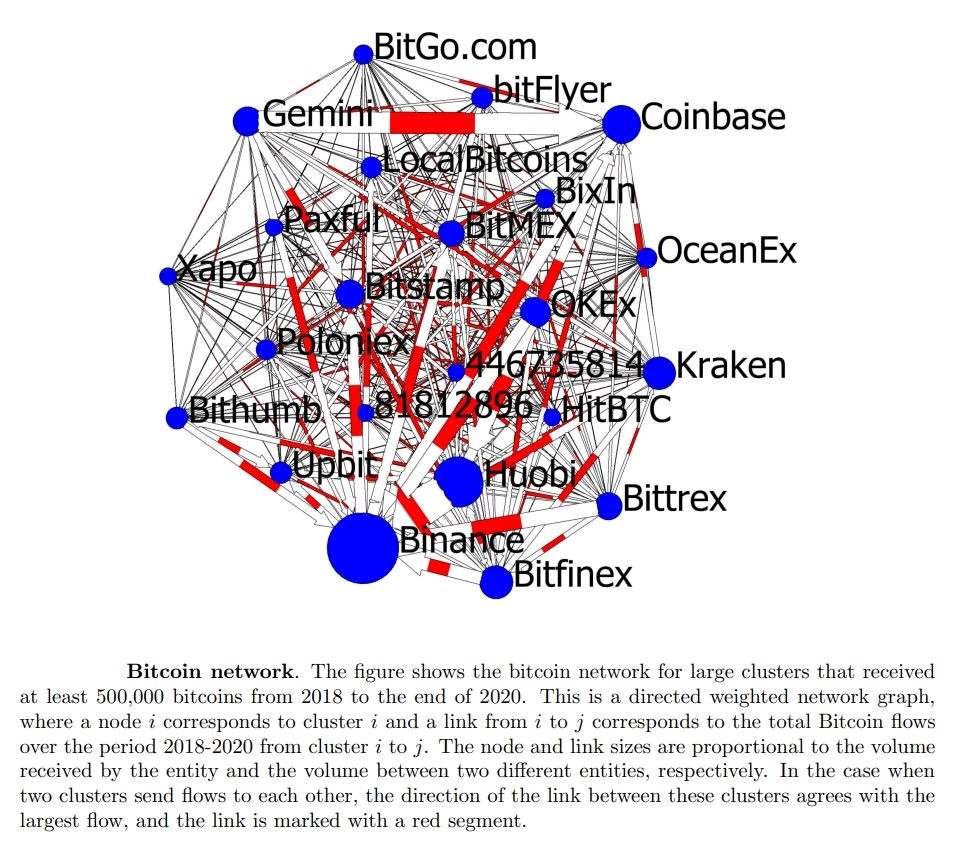 BitGo.com
bitFlyer
Gemini
Coinbase
LocalBitcoins
BixIn
Paxful
BitMEX
OceanEx
Xapo
Bitstamp
OKEx
Poloniex
446735814
Kraken
Bithumb
81812896
HitBTC
Upbit
Huobi
Bittrex
Binance
Bitfinex
Bitcoin network. The figure shows the bitcoin network for large clusters that received
at least 500,000 bitcoins from 2018 to the end of 2020. This is a directed weighted network graph,
where a node i corresponds to cluster i and a link from i to j corresponds to the total Bitcoin flows
over the period 2018-2020 from cluster i to j. The node and link sizes are proportional to the volume
received by the entity and the volume between two different entities, respectively. In the case when
two clusters send flows to each other, the direction of the link between these clusters agrees with the
largest flow, and the link is marked with a red segment.